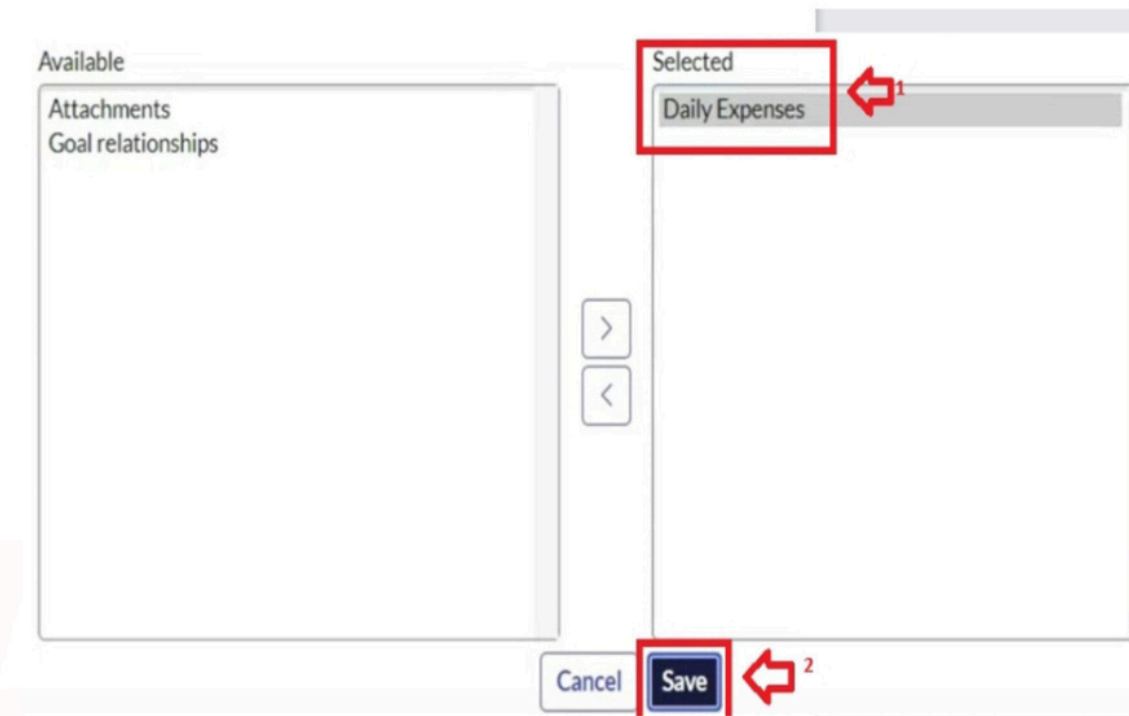 Available
Attachments
Goal relationships
Selected
Daily Expenses
1
>
<
Cancel
Save
2